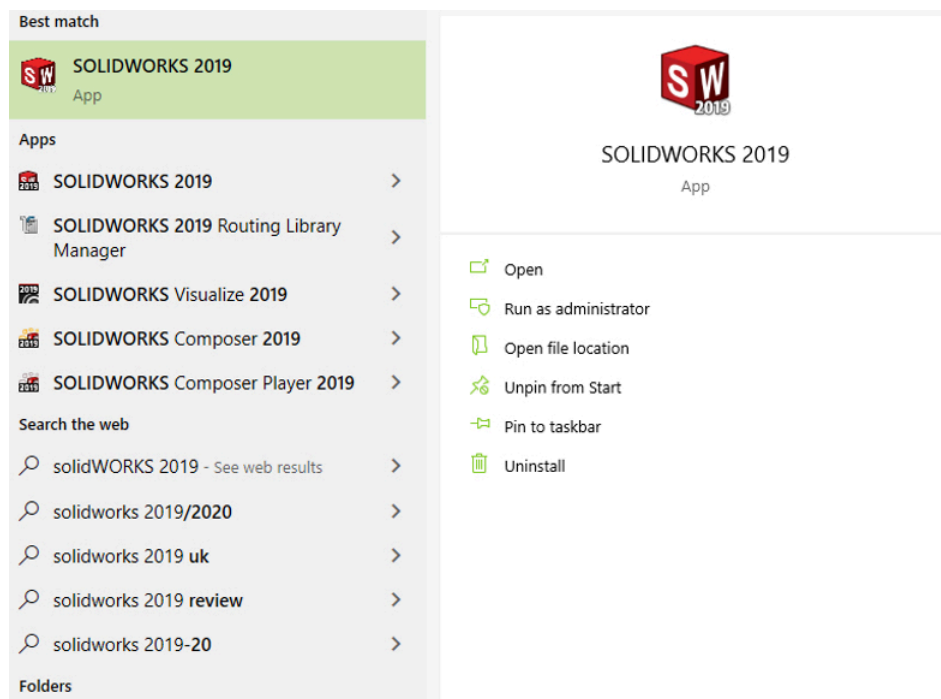 Best match
SOLIDWORKS 2019
App
Apps
SOLIDWORKS 2019
SOLIDWORKS 2019 Routing Library
Manager
SOLIDWORKS Visualize 2019
SOLIDWORKS Composer 2019
SOLIDWORKS Composer Player 2019
Search the web
solidWORKS 2019 - See web results
solidworks 2019/2020
solidworks 2019 uk
solidworks 2019 review
solidworks 2019-20
Folders
SW
2019
SOLIDWORKS 2019
App
Open
Run as administrator
Open file location
Unpin from Start
Pin to taskbar
Uninstall